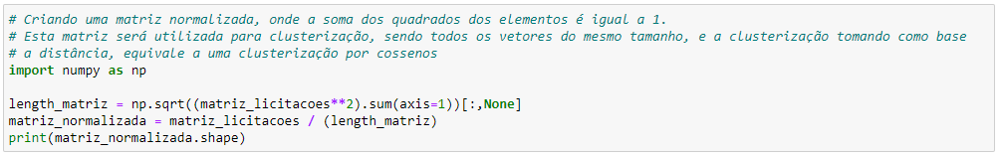 # Criando uma matriz normalizada, onde a soma dos quadrados dos elementos é igual a 1.
# Esta matriz será utilizada para clusterização, sendo todos os vetores do mesmo tamanho, e a clusterização tomando como base
# a distância, equivale a uma clusterização por cossenos
import numpy as np

length_matriz = np.sqrt((matriz_licitacoes**2).sum(axis=1))[:,None]
matriz_normalizada = matriz_licitacoes / (length_matriz)
print(matriz_normalizada.shape)